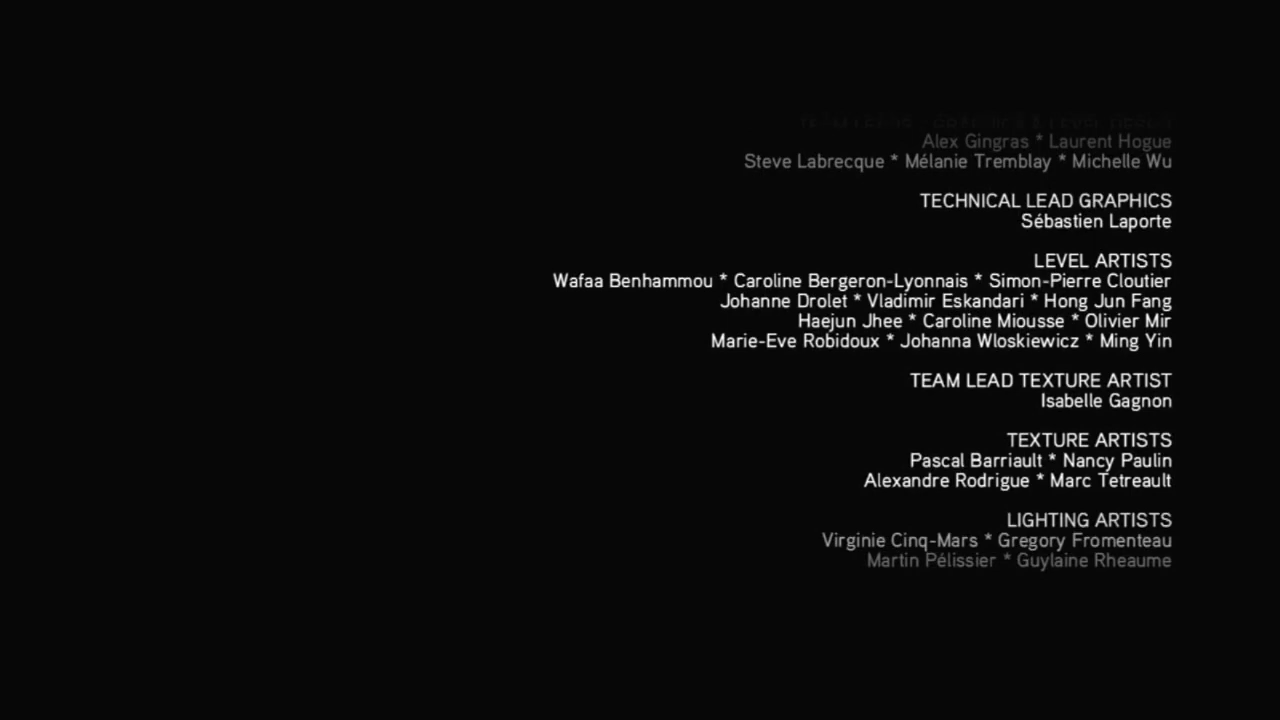 Alex Gingras * Laurent Hogue
Steve Labrecque * Mélanie Tremblay * Michelle Wu
TECHNICAL LEAD GRAPHICS
Sébastien Laporte
LEVEL ARTISTS
Wafaa Benhammou * Caroline Bergeron-Lyonnais * Simon-Pierre Cloutier
Johanne Drolet * Vladimir Eskandari * Hong Jun Fang
Haejun Jhee * Caroline Miousse * Olivier Mir
Marie-Eve Robidoux * Johanna Wloskiewicz * Ming Yin
TEAM LEAD TEXTURE ARTIST
Isabelle Gagnon
TEXTURE ARTISTS
Pascal Barriault * Nancy Paulin
Alexandre Rodrigue * Marc Tetreault
LIGHTING ARTISTS
Virginie Cinq-Mars * Gregory Fromenteau
Martin Pélissier * Guylaine Rheaume